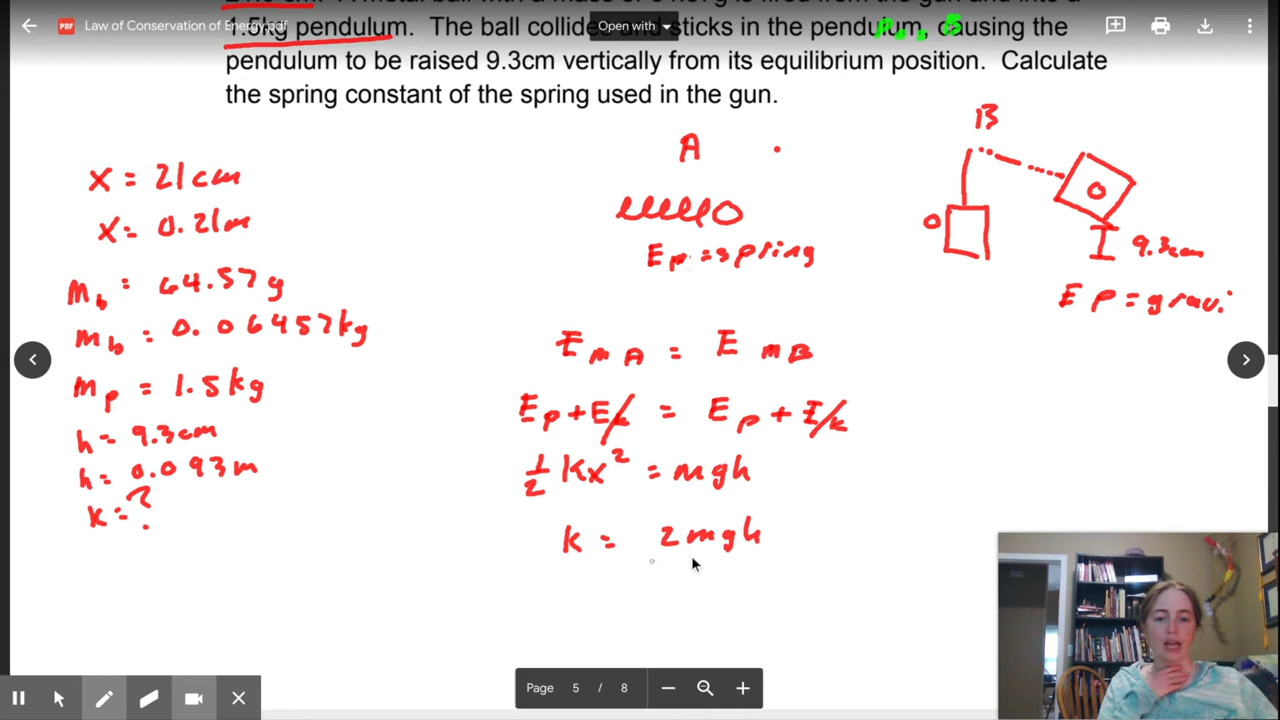 Law of Conservation of Energy.pdf
Open with
1.5kg pendulum. The ball collides and sticks in the pendulum, causing the
pendulum to be raised 9.3cm vertically from its equilibrium position. Calculate
the spring constant of the spring used in the gun.
A
B
x = 21cm
x = 0.21m
9.3cm
Ep = spring
Ep = gravi.
mb = 64.57g
mb = 0.06457kg
EmA = EmB
mp = 1.5kg
Ep + Ek = Ep + Ek
h = 9.3cm
h = 0.093m
1/2 kx² = mgh
k = ?
k = 2mgh
Page 5 / 8